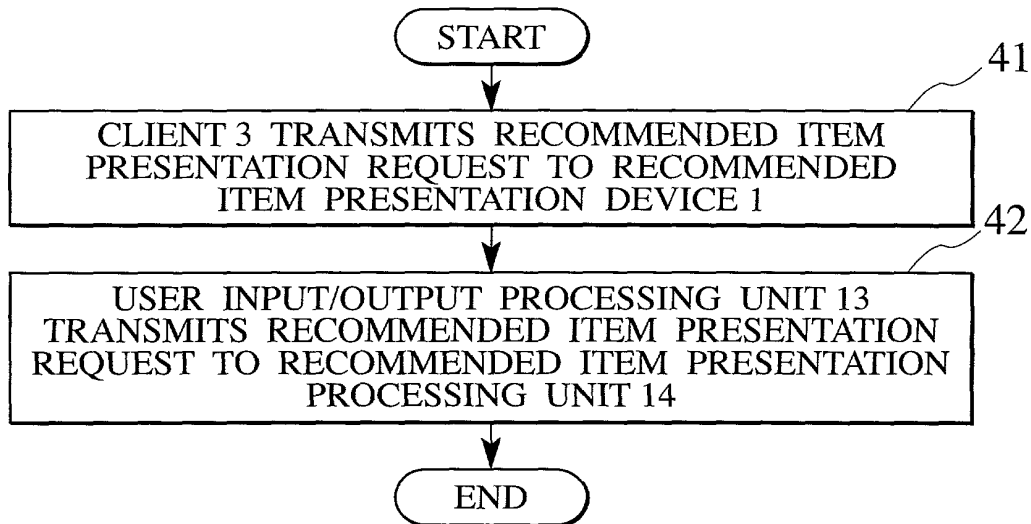 START
41
CLIENT 3 TRANSMITS RECOMMENDED ITEM
PRESENTATION REQUEST TO RECOMMENDED
ITEM PRESENTATION DEVICE 1
42
USER INPUT/OUTPUT PROCESSING UNIT 13
TRANSMITS RECOMMENDED ITEM PRESENTATION
REQUEST TO RECOMMENDED ITEM PRESENTATION
PROCESSING UNIT 14
END